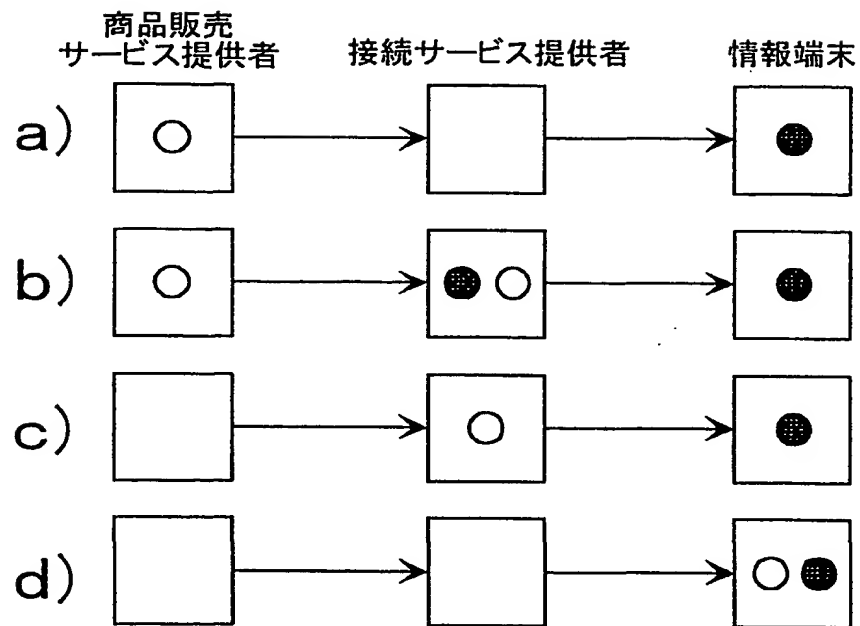 商品販売
サービス提供者
接続サービス提供者
情報端末
a)
b)
c)
d)